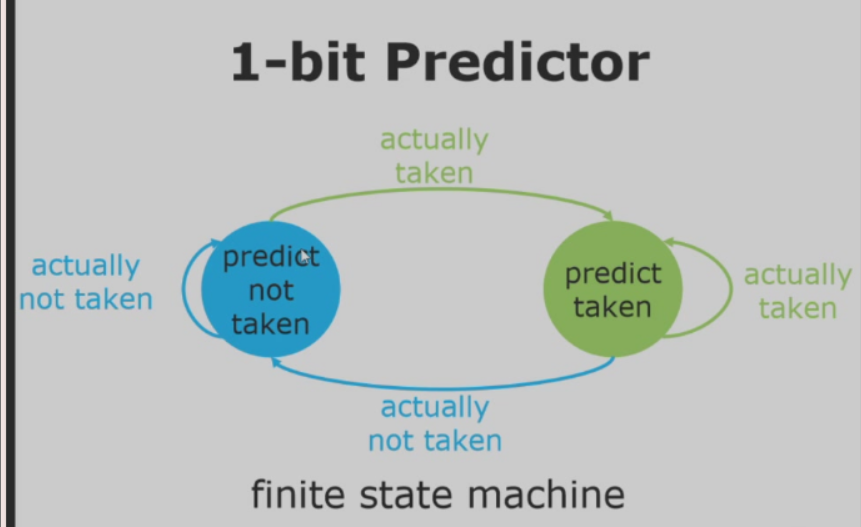 1-bit Predictor
actually
taken
actually
not taken
predict
not
taken
predict
taken
actually
taken
actually
not taken
finite state machine